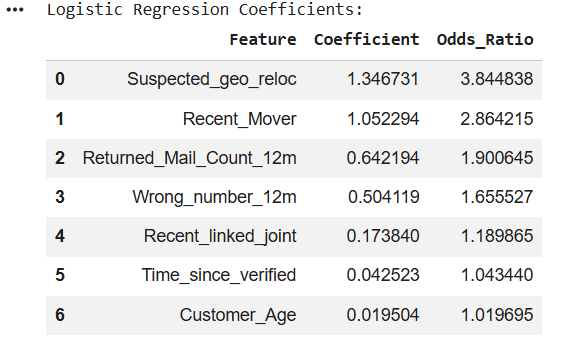 ••• Logistic Regression Coefficients:
Feature Coefficient Odds_Ratio
0 Suspected_geo_reloc 1.346731 3.844838
1 Recent_Mover 1.052294 2.864215
2 Returned_Mail_Count_12m 0.642194 1.900645
3 Wrong_number_12m 0.504119 1.655527
4 Recent_linked_joint 0.173840 1.189865
5 Time_since_verified 0.042523 1.043440
6 Customer_Age 0.019504 1.019695